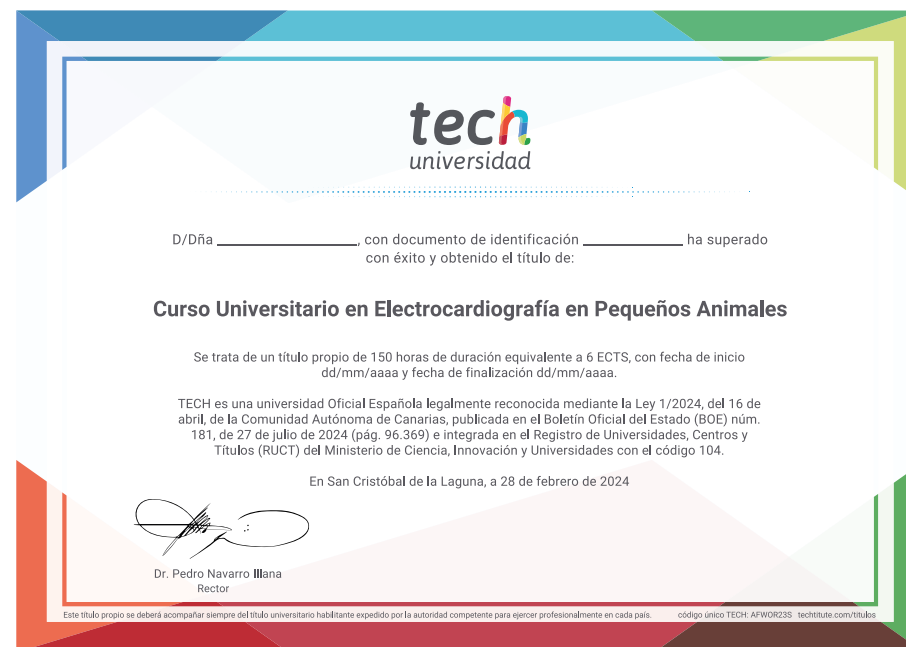 tech
universidad
D/Dña ____________________, con documento de identificación ______________ ha superado
con éxito y obtenido el título de:
Curso Universitario en Electrocardiografía en Pequeños Animales
Se trata de un título propio de 150 horas de duración equivalente a 6 ECTS, con fecha de inicio
dd/mm/aaaa y fecha de finalización dd/mm/aaaa.
TECH es una universidad Oficial Española legalmente reconocida mediante la Ley 1/2024, del 16 de
abril, de la Comunidad Autónoma de Canarias, publicada en el Boletín Oficial del Estado (BOE) núm.
181, de 27 de julio de 2024 (pág. 96.369) e integrada en el Registro de Universidades, Centros y
Títulos (RUCT) del Ministerio de Ciencia, Innovación y Universidades con el código 104.
En San Cristóbal de la Laguna, a 28 de febrero de 2024
Dr. Pedro Navarro Illana
Rector
Este título propio se deberá acompañar siempre del título universitario habilitante expedido por la autoridad competente para ejercer profesionalmente en cada país.
código único TECH: AFWOR23S techtitute.com/titulos